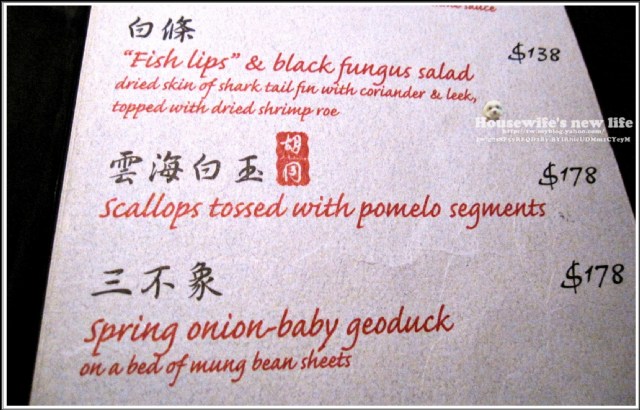 sauce
白條
$138
"Fish lips" & black fungus salad
dried skin of shark tail fin with coriander & leek,
topped with dried shrimp roe
Housewife's new life
雲海白玉
胡同
$178
Scallops tossed with pomelo segments
三不象
$178
Spring onion-baby geoduck
on a bed of mung bean sheets